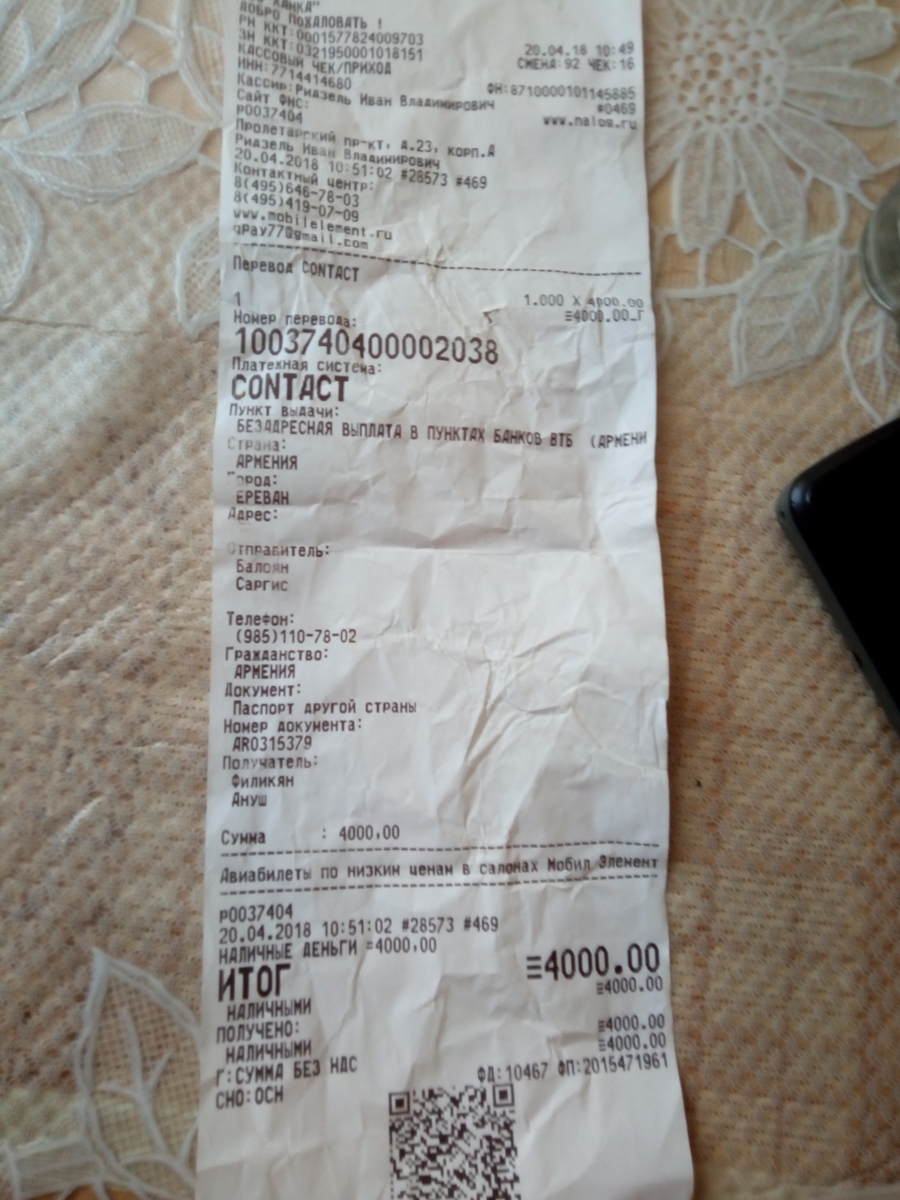 ХАНКА"
ДОБРО ПОЖАЛОВАТЬ !
РН ККТ:0001577824009703 20.04.18 10:49
ЗН ККТ:0321950001018151 СМЕНА:92 ЧЕК:16
КАССОВЫЙ ЧЕК/ПРИХОД
ИНН:7714414680 ФН:8710000101145885
Кассир:Ридзель Иван Владимирович #0469
Сайт ФНС: www.nalog.ru
P0037404
Пролетарский пр-кт, д.23, корп.А
Ридзель Иван Владимирович
20.04.2018 10:51:02 #28573 #469
Контактный центр:
8(495)646-78-03
8(495)419-07-09
www.mobilelement.ru
qPay77@gmail.com
Перевод CONTACT
1 1.000 X 4000.00
Номер перевода: ≡4000.00_Г
1003740400002038
Платежная система:
CONTACT
Пункт выдачи:
БЕЗАДРЕСНАЯ ВЫПЛАТА В ПУНКТАХ БАНКОВ ВТБ (АРМЕНИ
Страна:
АРМЕНИЯ
Город:
ЕРЕВАН
Адрес:
Отправитель:
Балоян
Саргис
Телефон:
(985)110-78-02
Гражданство:
АРМЕНИЯ
Документ:
Паспорт другой страны
Номер документа:
AR0315379
Получатель:
Филикян
Ануш
Сумма : 4000,00
Авиабилеты по низким ценам в салонах Мобил Элемент
P0037404
20.04.2018 10:51:02 #28573 #469
НАЛИЧНЫЕ ДЕНЬГИ =4000,00
ИТОГ ≡4000.00
НАЛИЧНЫМИ ≡4000.00
ПОЛУЧЕНО:
НАЛИЧНЫМИ ≡4000.00
Г:СУММА БЕЗ НДС ≡4000.00
СНО:ОСН ФД:10467 ФП:2015471961